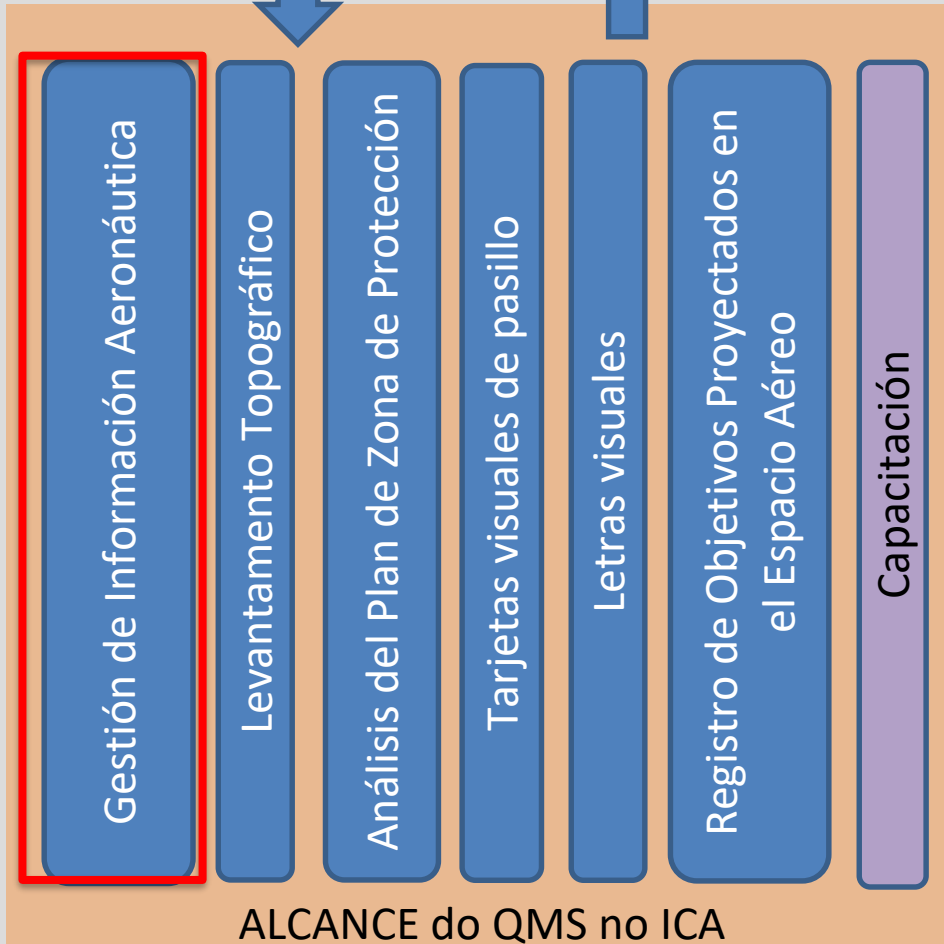 Gestión de Información Aeronáutica
Levantamento Topográfico
Análisis del Plan de Zona de Protección
Tarjetas visuales de pasillo
Letras visuales
Registro de Objetivos Proyectados en
el Espacio Aéreo
Capacitación
ALCANCE do QMS no ICA